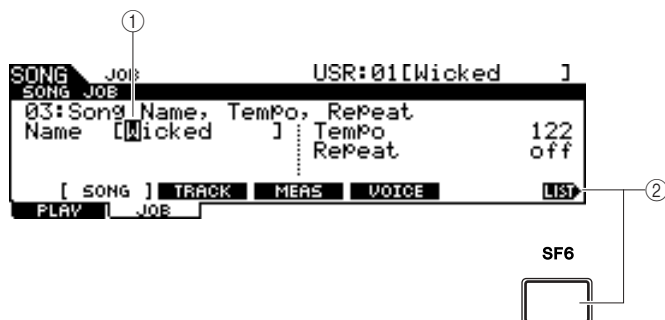 ①
SONG JOB USR:01[Wicked ]
SONG JOB
03:Song Name, Tempo, Repeat
Name [Wicked ] Tempo 122
Repeat off
[ SONG ] TRACK MEAS VOICE LIST
PLAY JOB
②
SF6